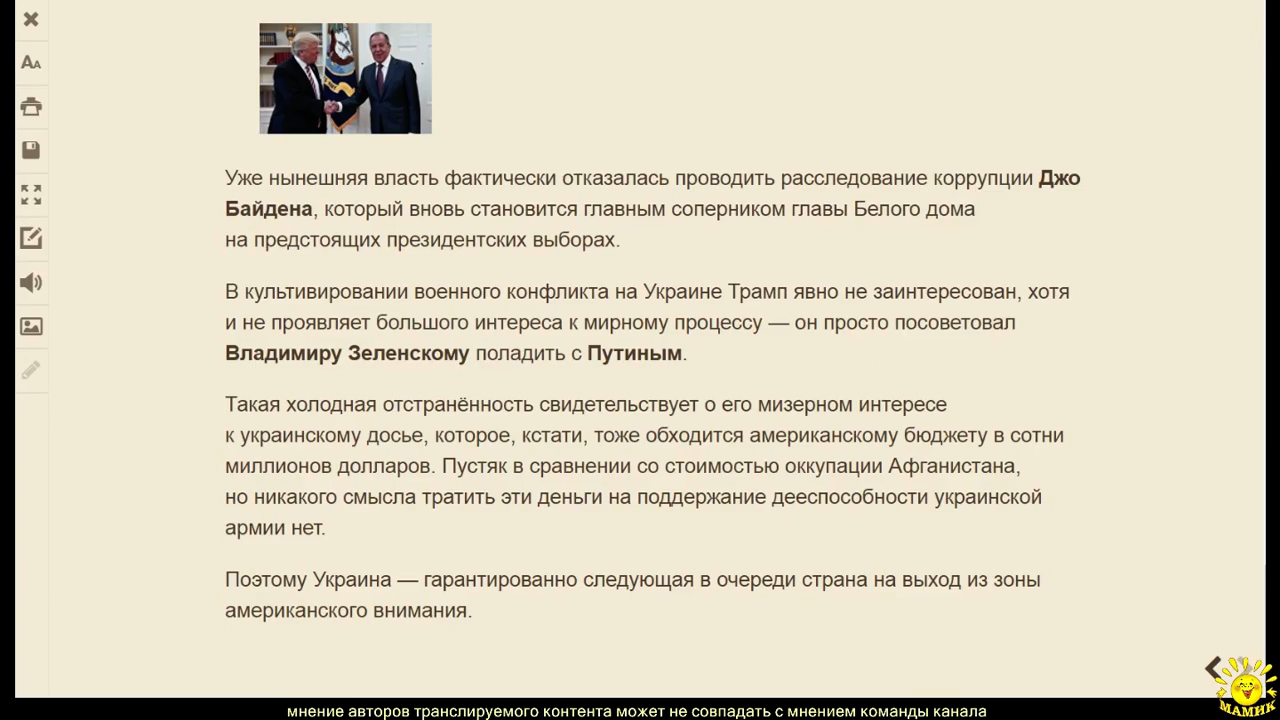 Уже нынешняя власть фактически отказалась проводить расследование коррупции Джо
Байдена, который вновь становится главным соперником главы Белого дома
на предстоящих президентских выборах.
В культивировании военного конфликта на Украине Трамп явно не заинтересован, хотя
и не проявляет большого интереса к мирному процессу — он просто посоветовал
Владимиру Зеленскому поладить с Путиным.
Такая холодная отстранённость свидетельствует о его мизерном интересе
к украинскому досье, которое, кстати, тоже обходится американскому бюджету в сотни
миллионов долларов. Пустяк в сравнении со стоимостью оккупации Афганистана,
но никакого смысла тратить эти деньги на поддержание дееспособности украинской
армии нет.
Поэтому Украина — гарантированно следующая в очереди страна на выход из зоны
американского внимания.
МАМИК
мнение авторов транслируемого контента может не совпадать с мнением команды канала